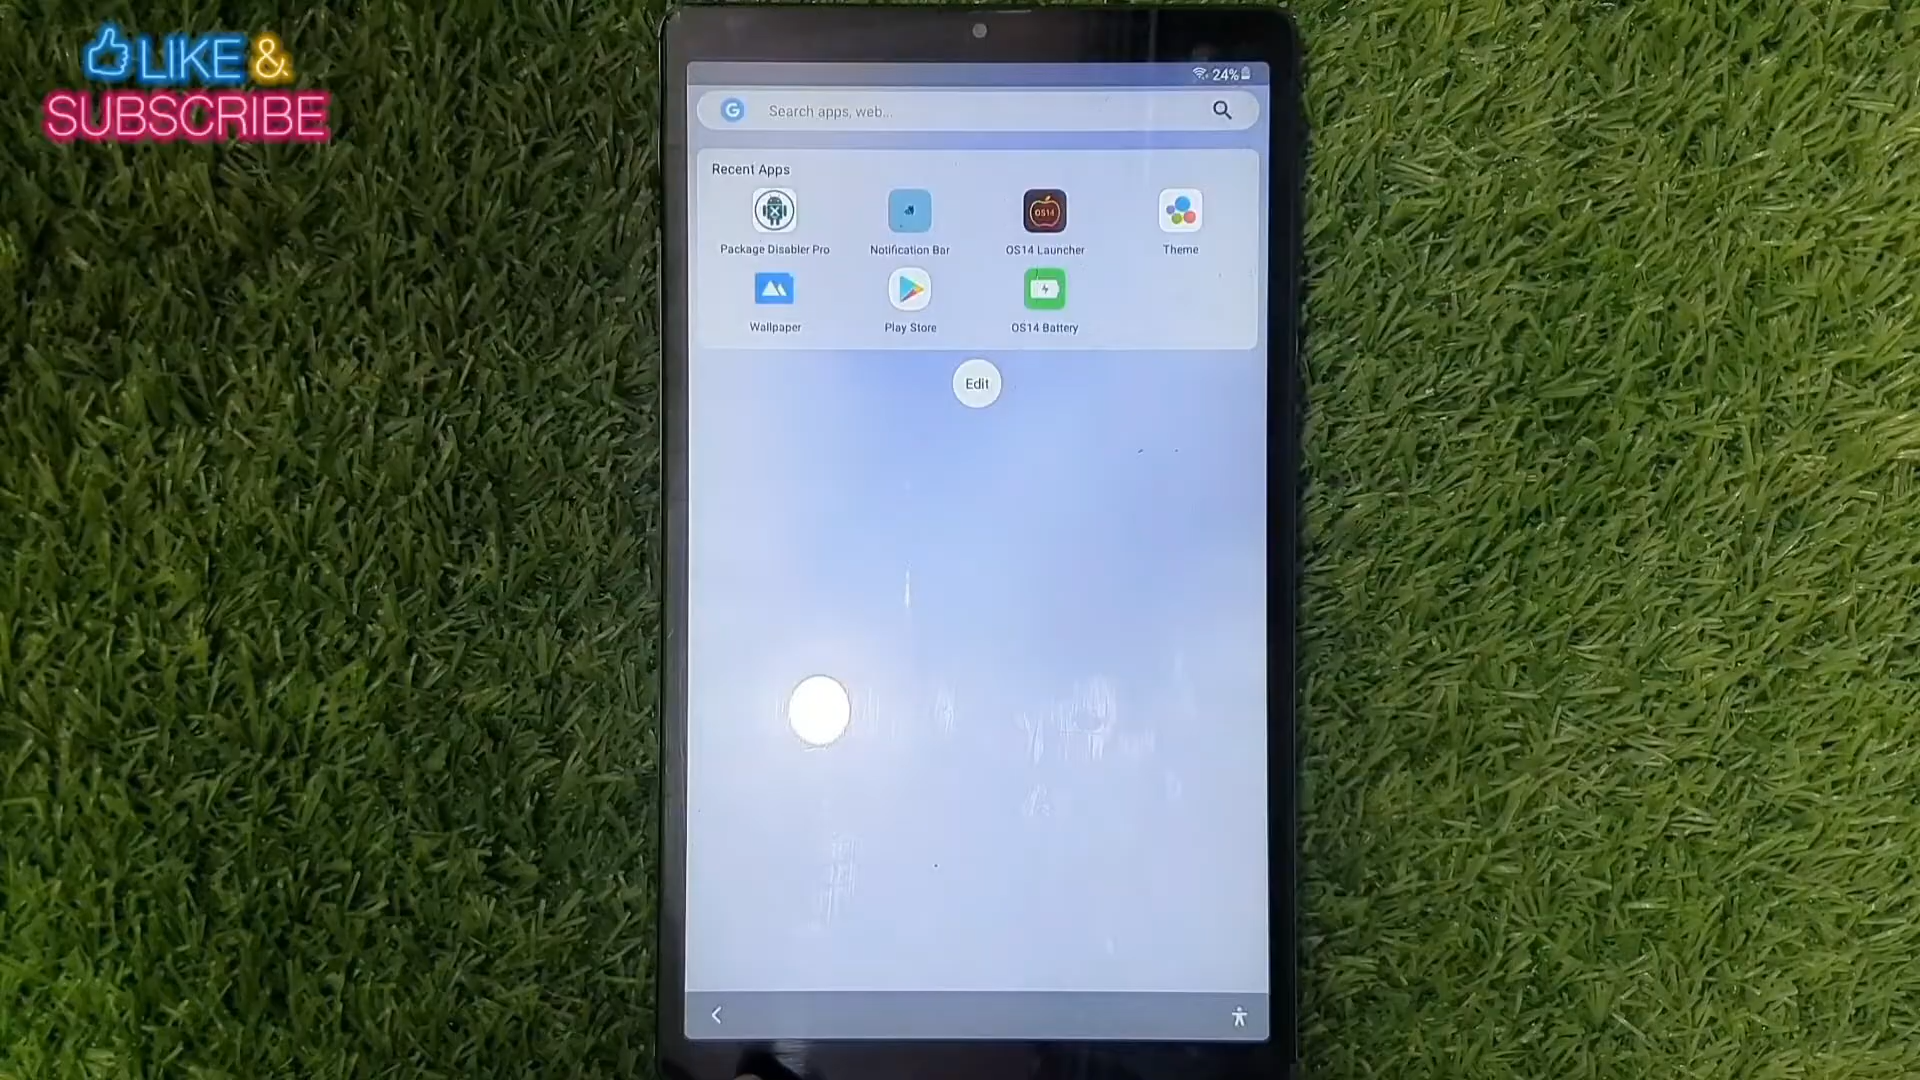 LIKE &
SUBSCRIBE
24%
G Search apps, web...
Recent Apps
Package Disabler Pro
Notification Bar
OS14
OS14 Launcher
Theme
Wallpaper
Play Store
OS14 Battery
Edit